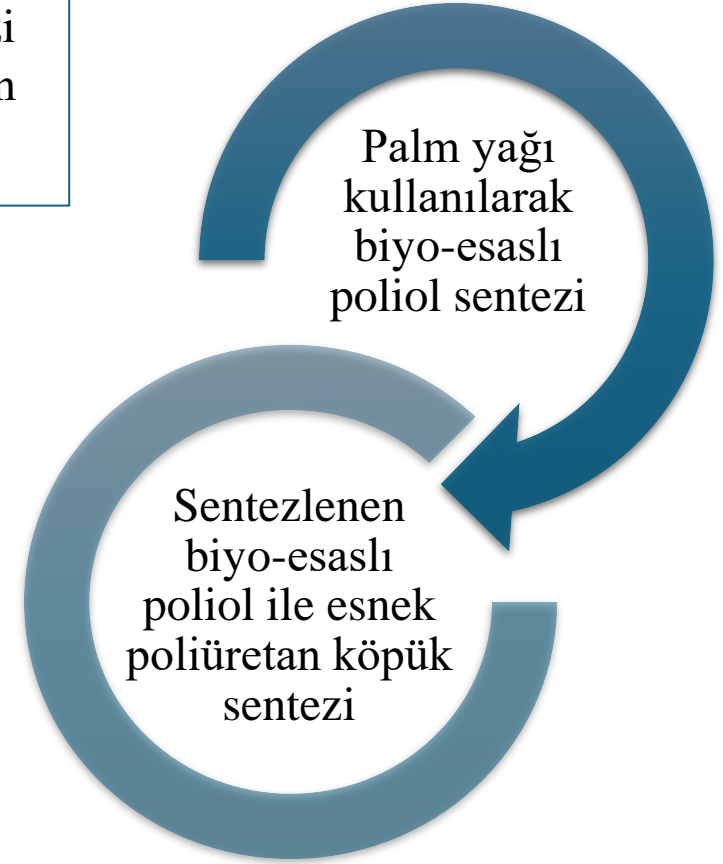 Palm yağı
kullanılarak
biyo-esaslı
poliol sentezi
Sentezlenen
biyo-esaslı
poliol ile esnek
poliüretan köpük
sentezi